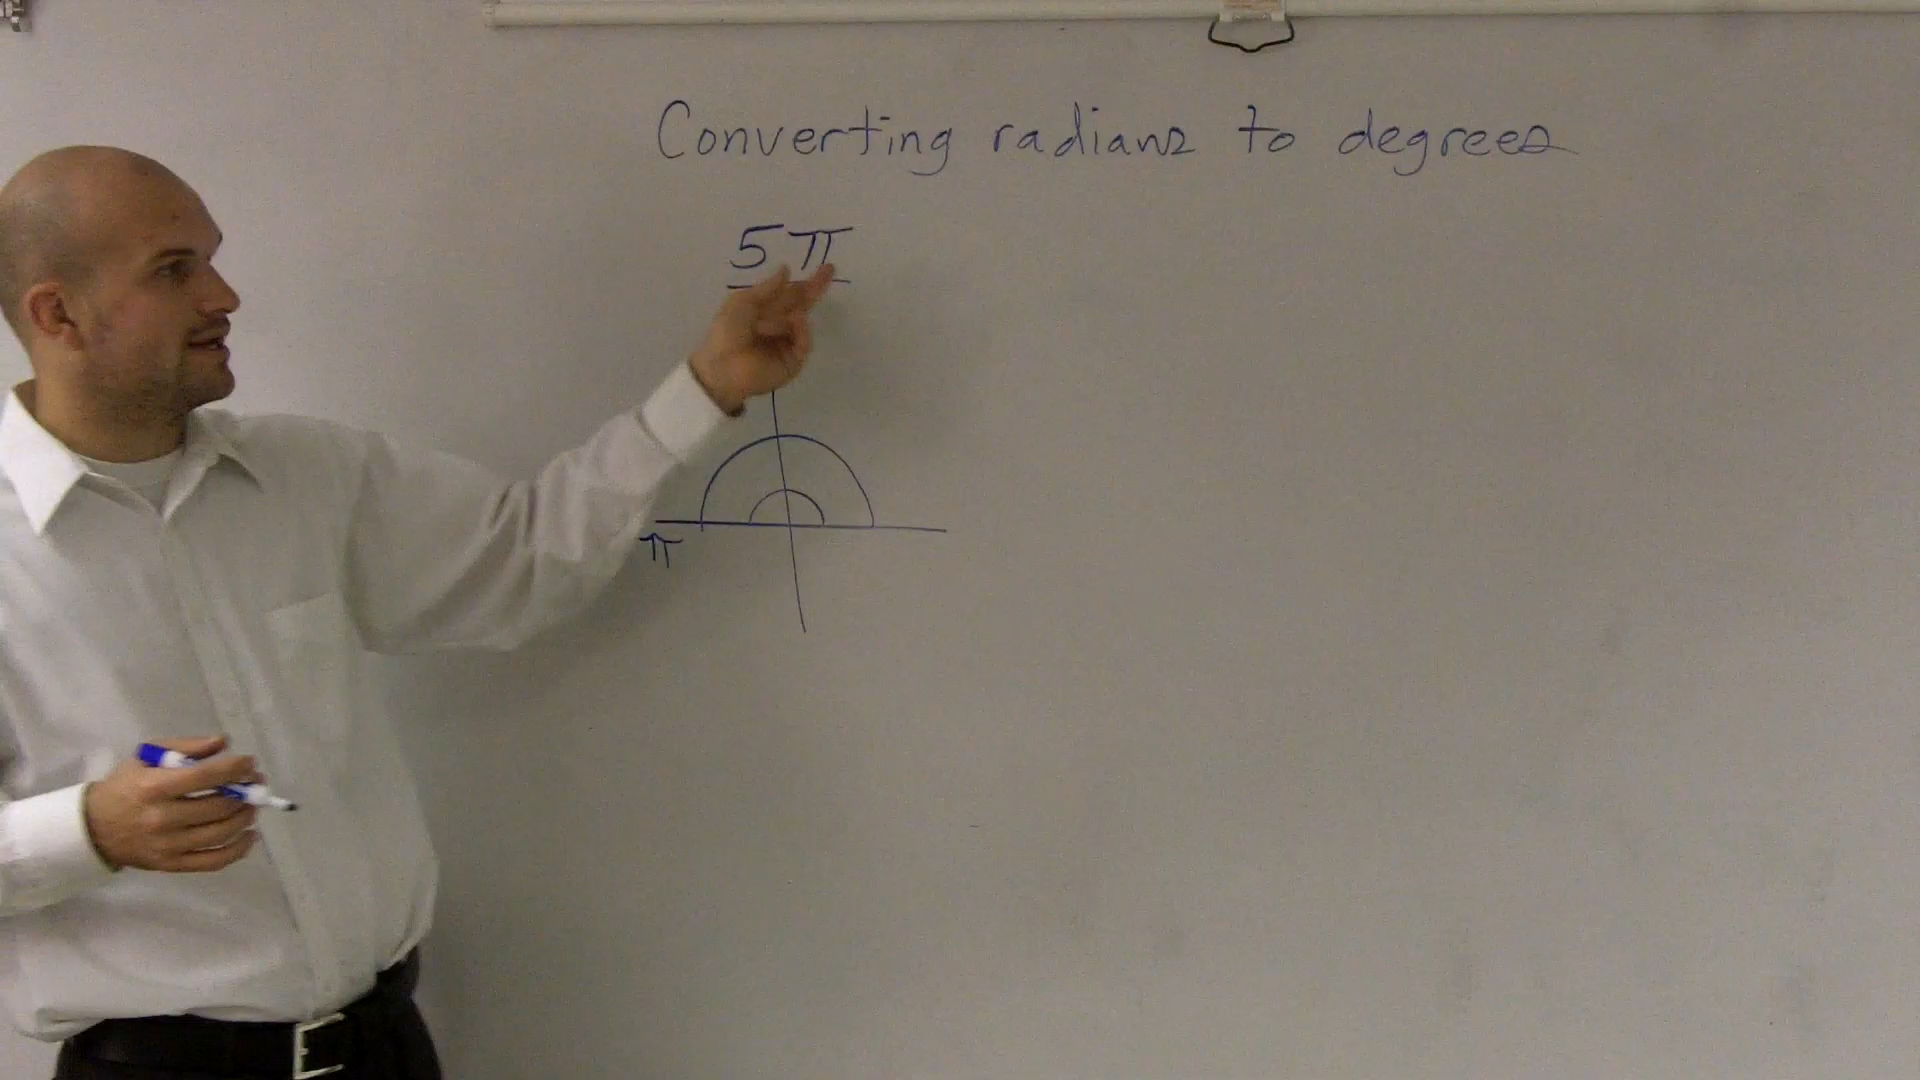 Converting radians to degrees
5π
π